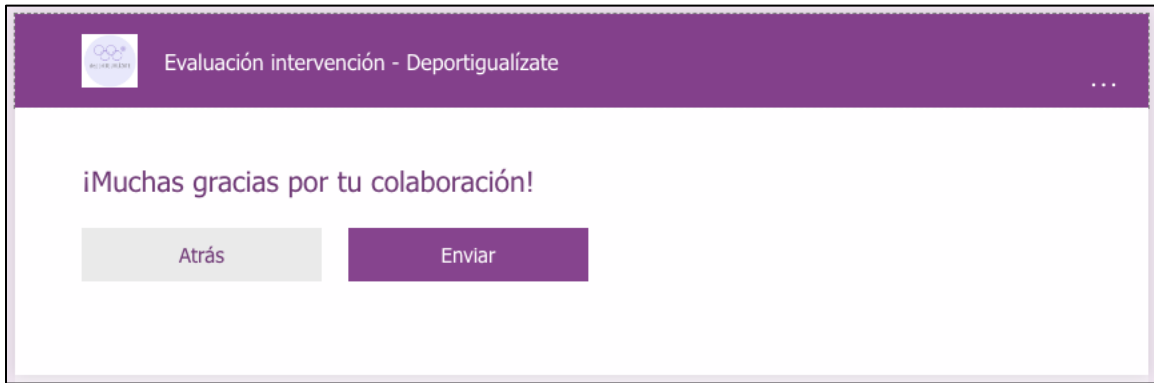 Evaluación intervención - Deportigualízate
...
¡Muchas gracias por tu colaboración!
Atrás
Enviar